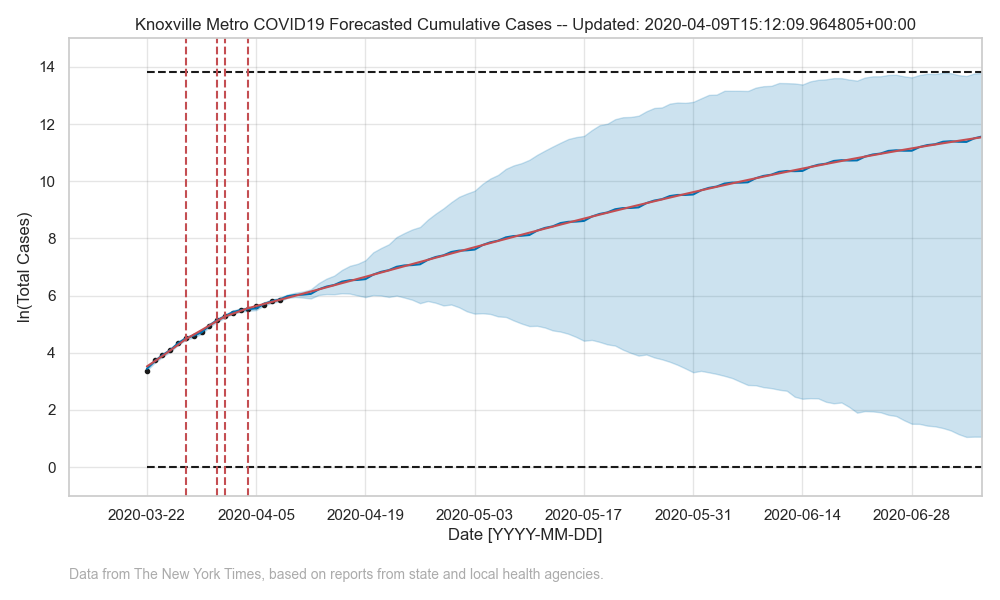 Knoxville Metro COVID19 Forecasted Cumulative Cases -- Updated: 2020-04-09T15:12:09.964805+00:00
14
12
10
8
6
4
2
0
ln(Total Cases)
2020-03-22 2020-04-05 2020-04-19 2020-05-03 2020-05-17 2020-05-31 2020-06-14 2020-06-28
Date [YYYY-MM-DD]
Data from The New York Times, based on reports from state and local health agencies.